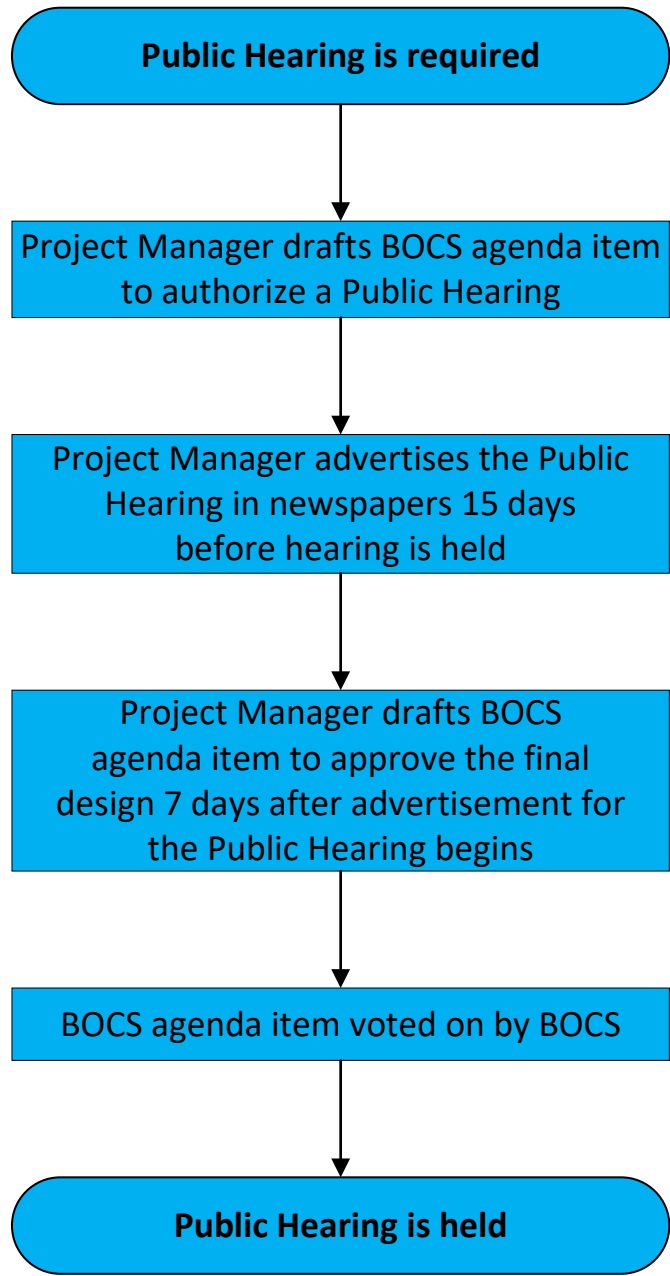 Public Hearing is required
Project Manager drafts BOCS agenda item
to authorize a Public Hearing
Project Manager advertises the Public
Hearing in newspapers 15 days
before hearing is held
Project Manager drafts BOCS
agenda item to approve the final
design 7 days after advertisement for
the Public Hearing begins
BOCS agenda item voted on by BOCS
Public Hearing is held